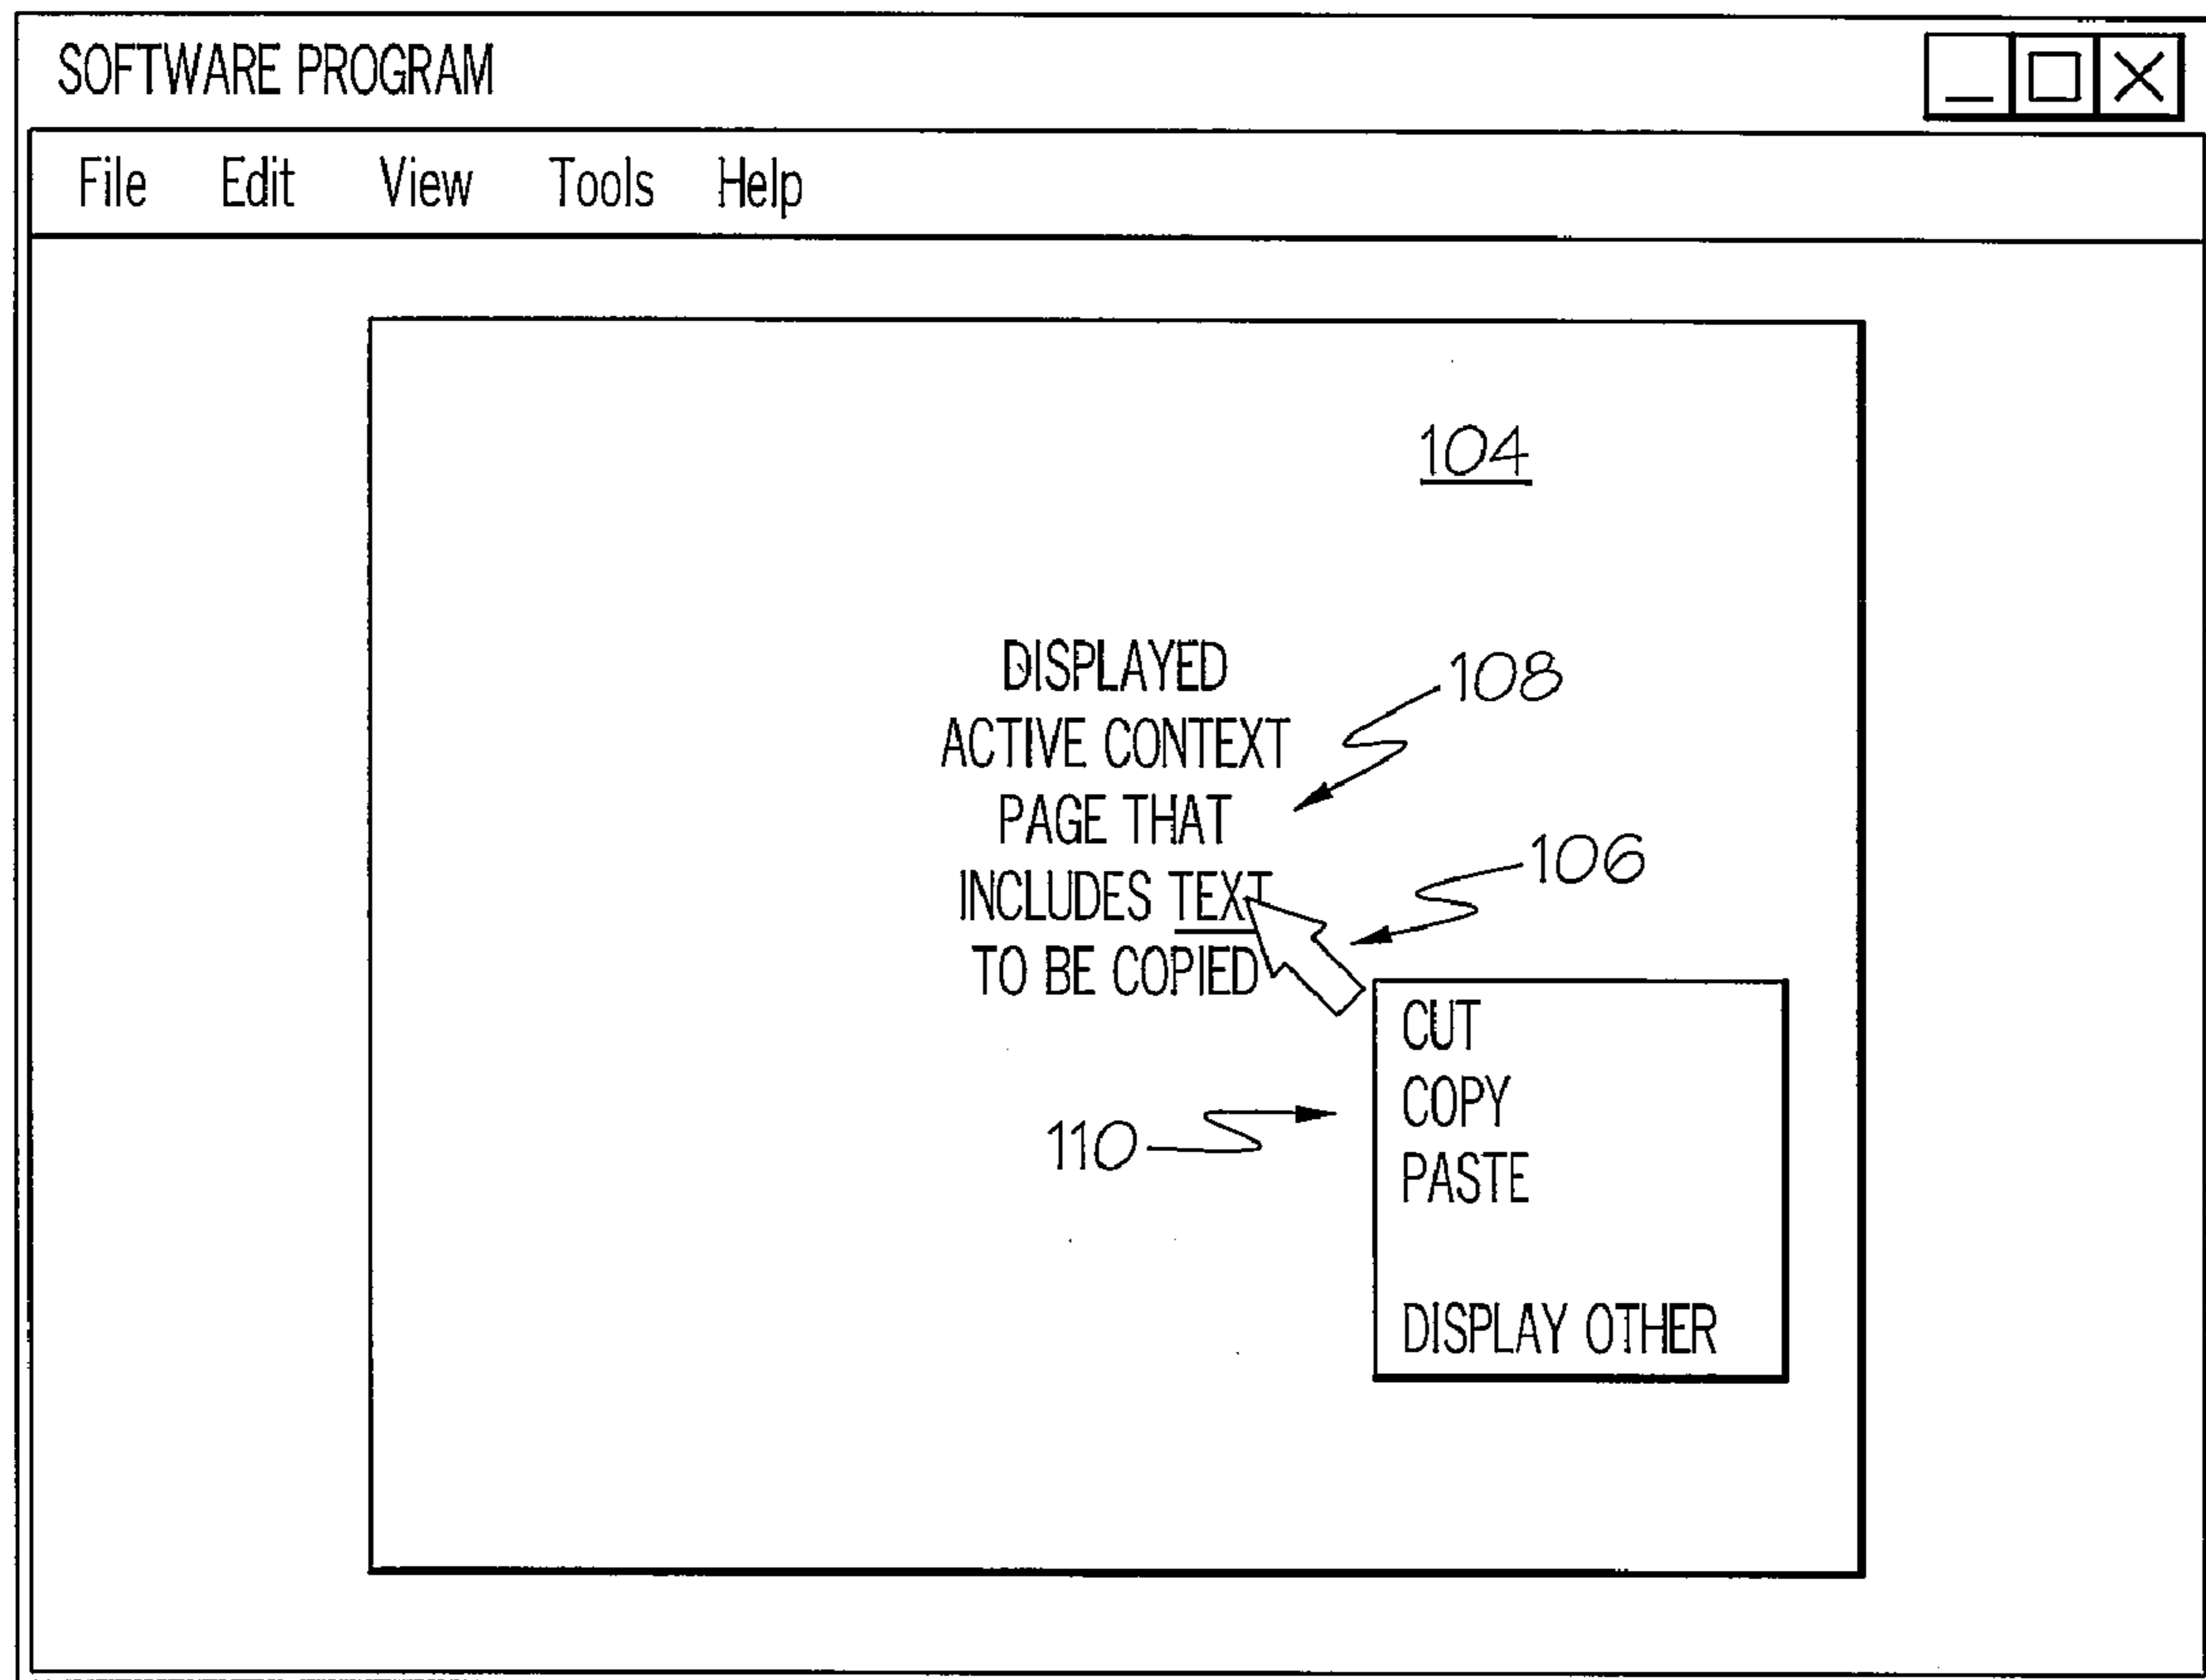 SOFTWARE PROGRAM
File Edit View Tools Help
104
DISPLAYED
ACTIVE CONTEXT
PAGE THAT
INCLUDES TEXT
TO BE COPIED
108
106
110
CUT
COPY
PASTE
DISPLAY OTHER